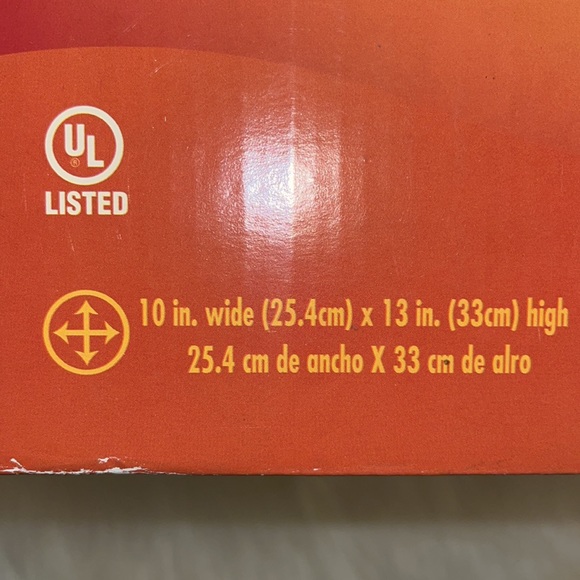 UL
®
LISTED
10 in. wide (25.4cm) x 13 in. (33cm) high
25.4 cm de ancho X 33 cm de alro